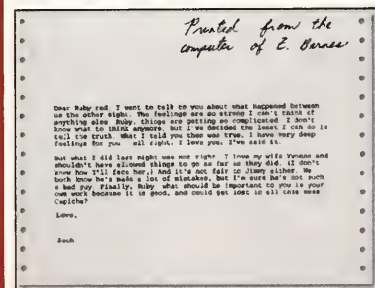 Printed from the
computer of E. Barnes
Dear Ruby red I want to talk to you about what happened between
us the other night. The feelings are so strong I can't think of
anything else Ruby, things are getting so complicated I don't
know what to think anymore, but I've decided the least I can do is
tell the truth. What I told you then was true. I have very deep
feelings for you all right. I love you. I've said it.
But what I did last night was not right I love my wife Yvonne and
shouldn't have allowed things to go as far as they did. (I don't
know how I'll face her.) And it's not fair to Jimmy either. We
both know he's made a lot of mistakes, but I'm sure he's not such
a bad guy. Finally, Ruby what should be important to you is your
own work because it is good, and could get lost in all this mess
Capiche?
Love,